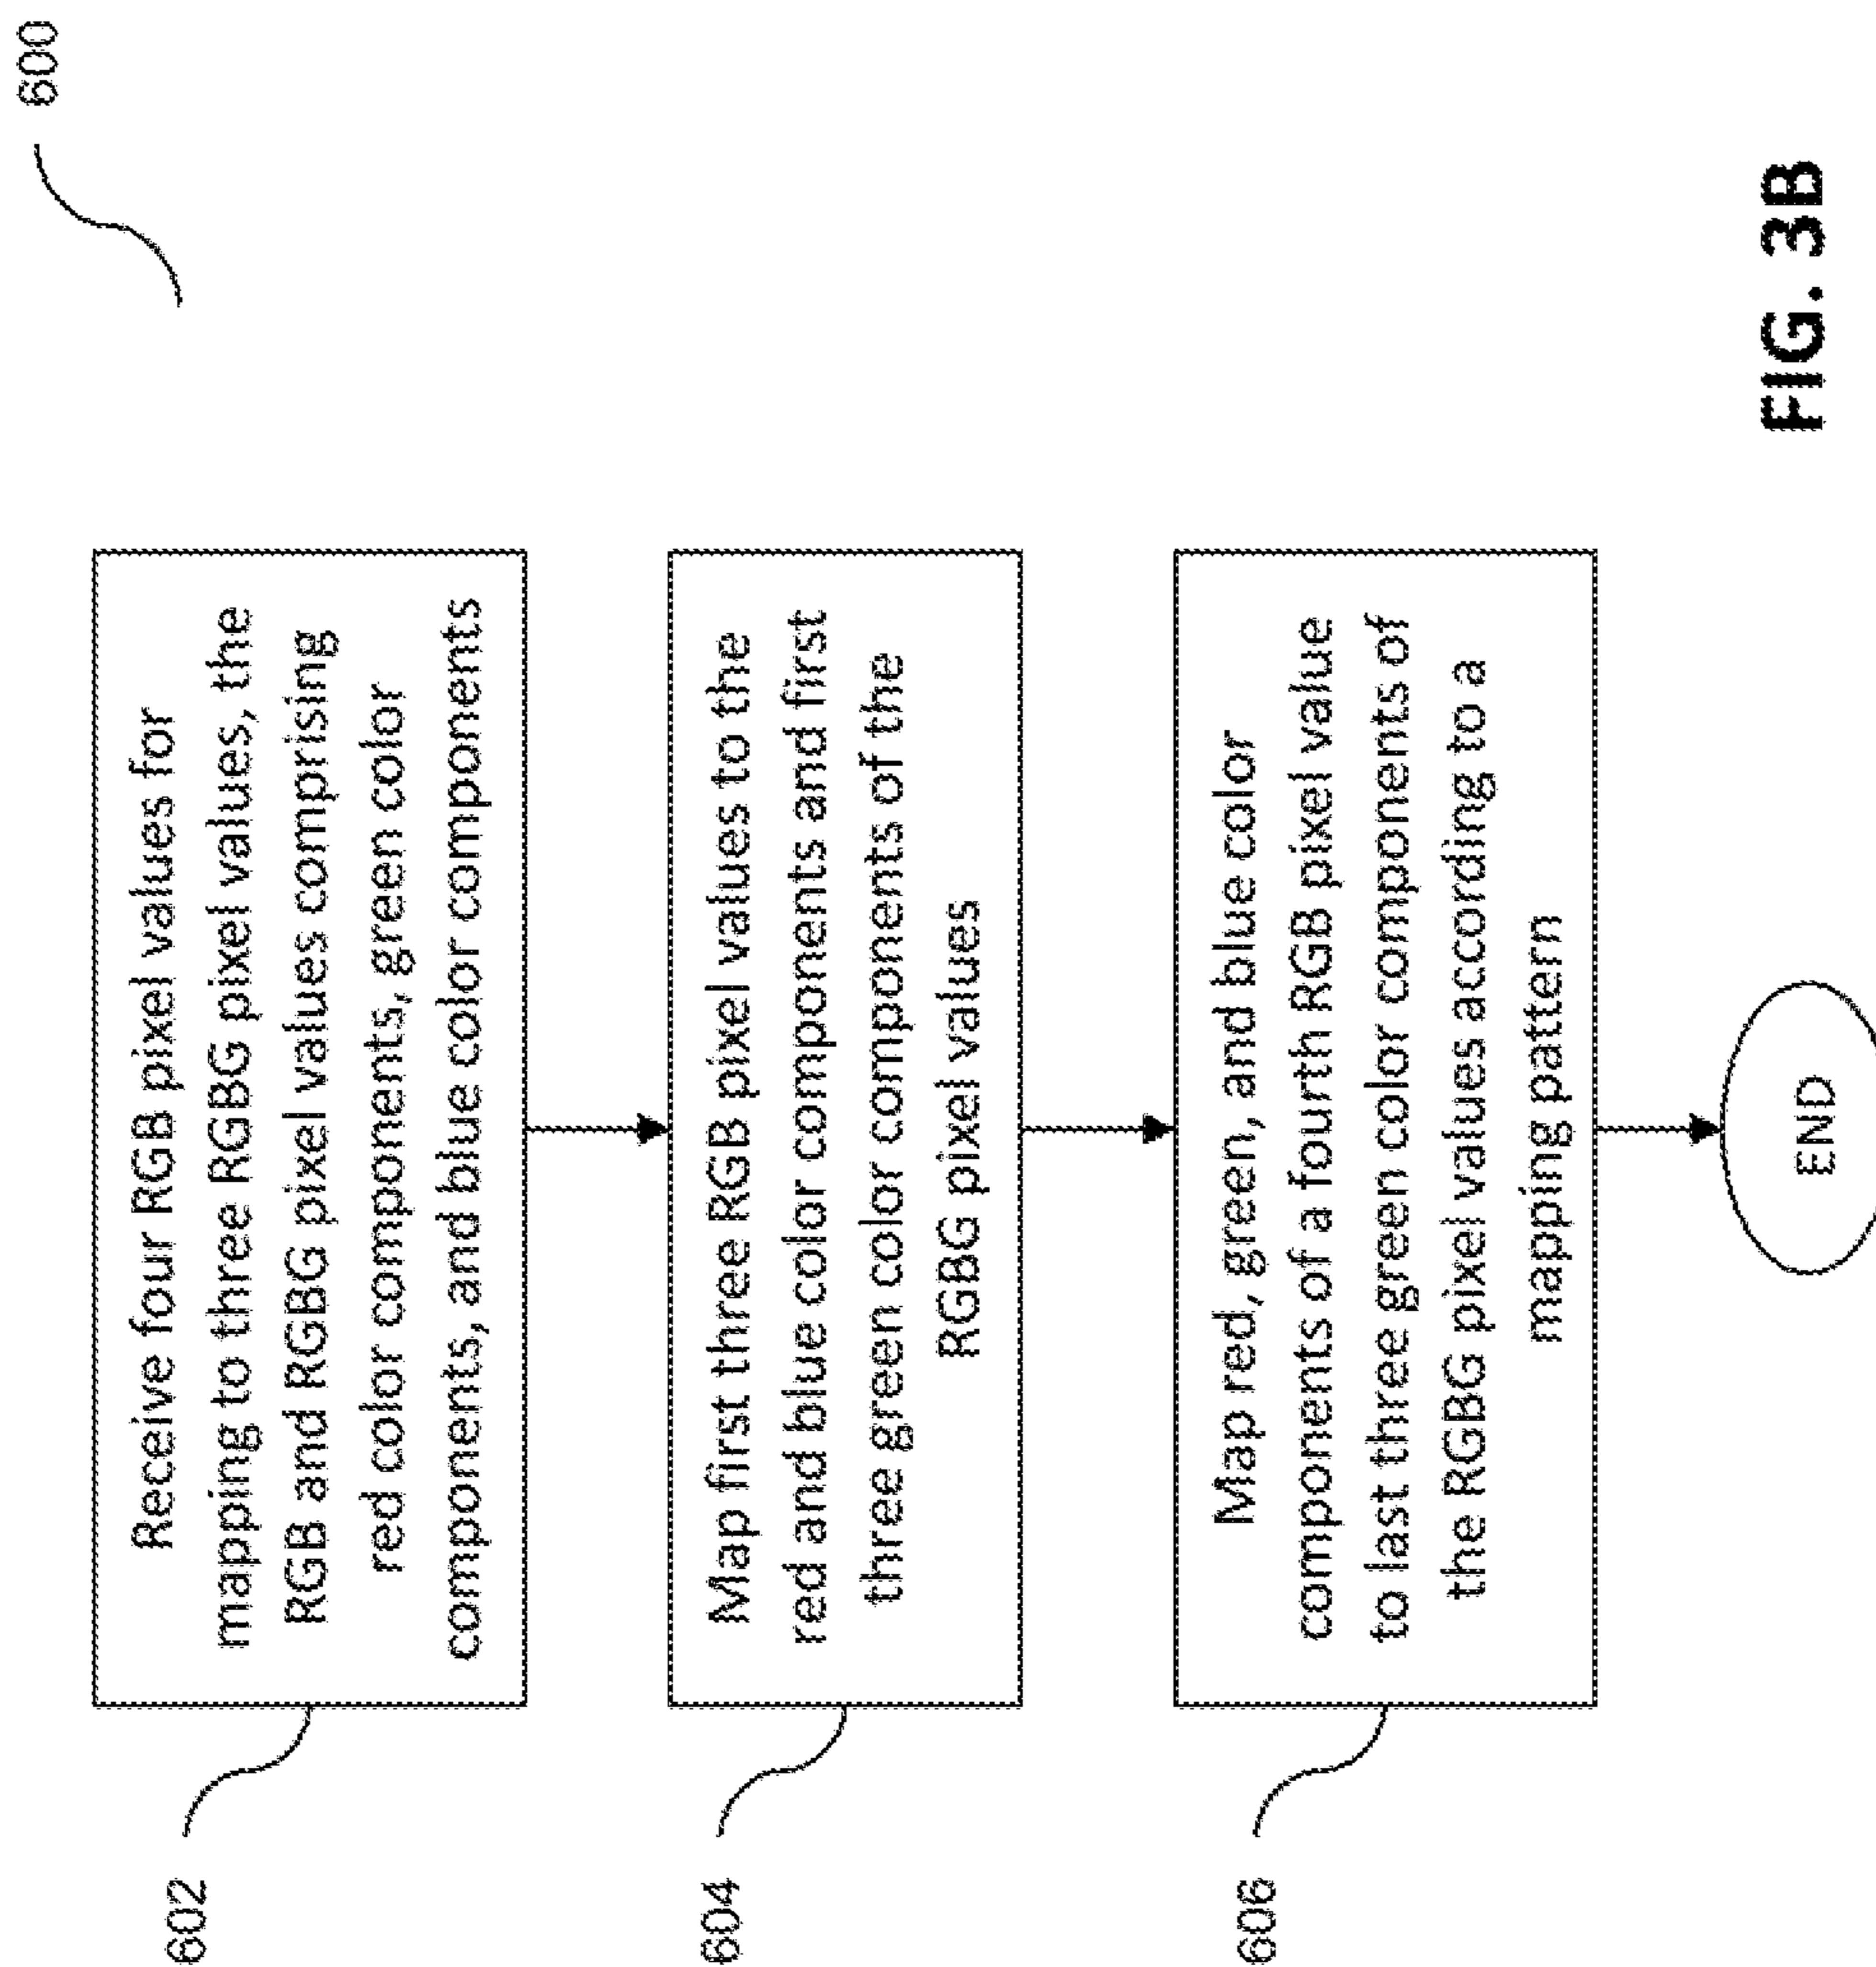 600
602
Receive four RGB pixel values for
mapping to three RGBG pixel values, the
RGB and RGBG pixel values comprising
red color components, green color
components, and blue color components
604
Map first three RGB pixel values to the
red and blue color components and first
three green color components of the
RGBG pixel values
606
Map red, green, and blue color
components of a fourth RGB pixel value
to last three green color components of
the RGBG pixel values according to a
mapping pattern
END
FIG. 3B